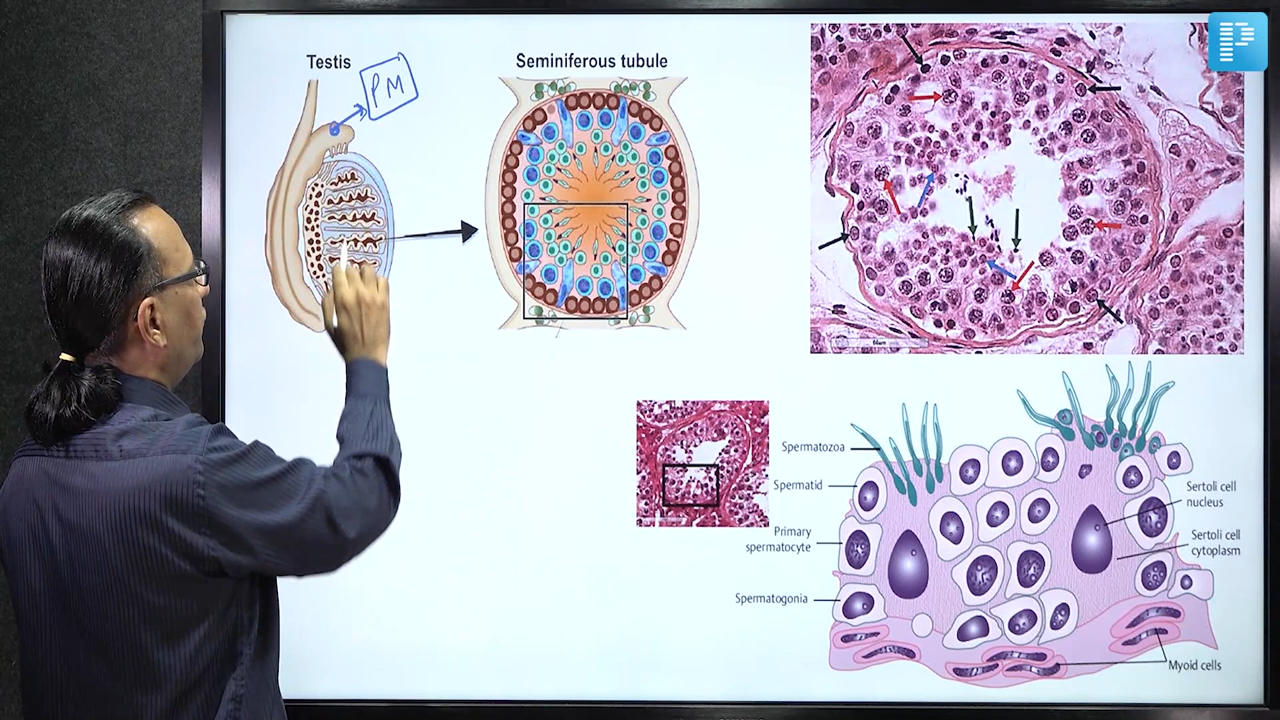 Testis
PM
Seminiferous tubule
Spermatozoa
Spermatid
Primary
spermatocyte
Spermatogonia
Sertoli cell
nucleus
Sertoli cell
cytoplasm
Myoid cells
P